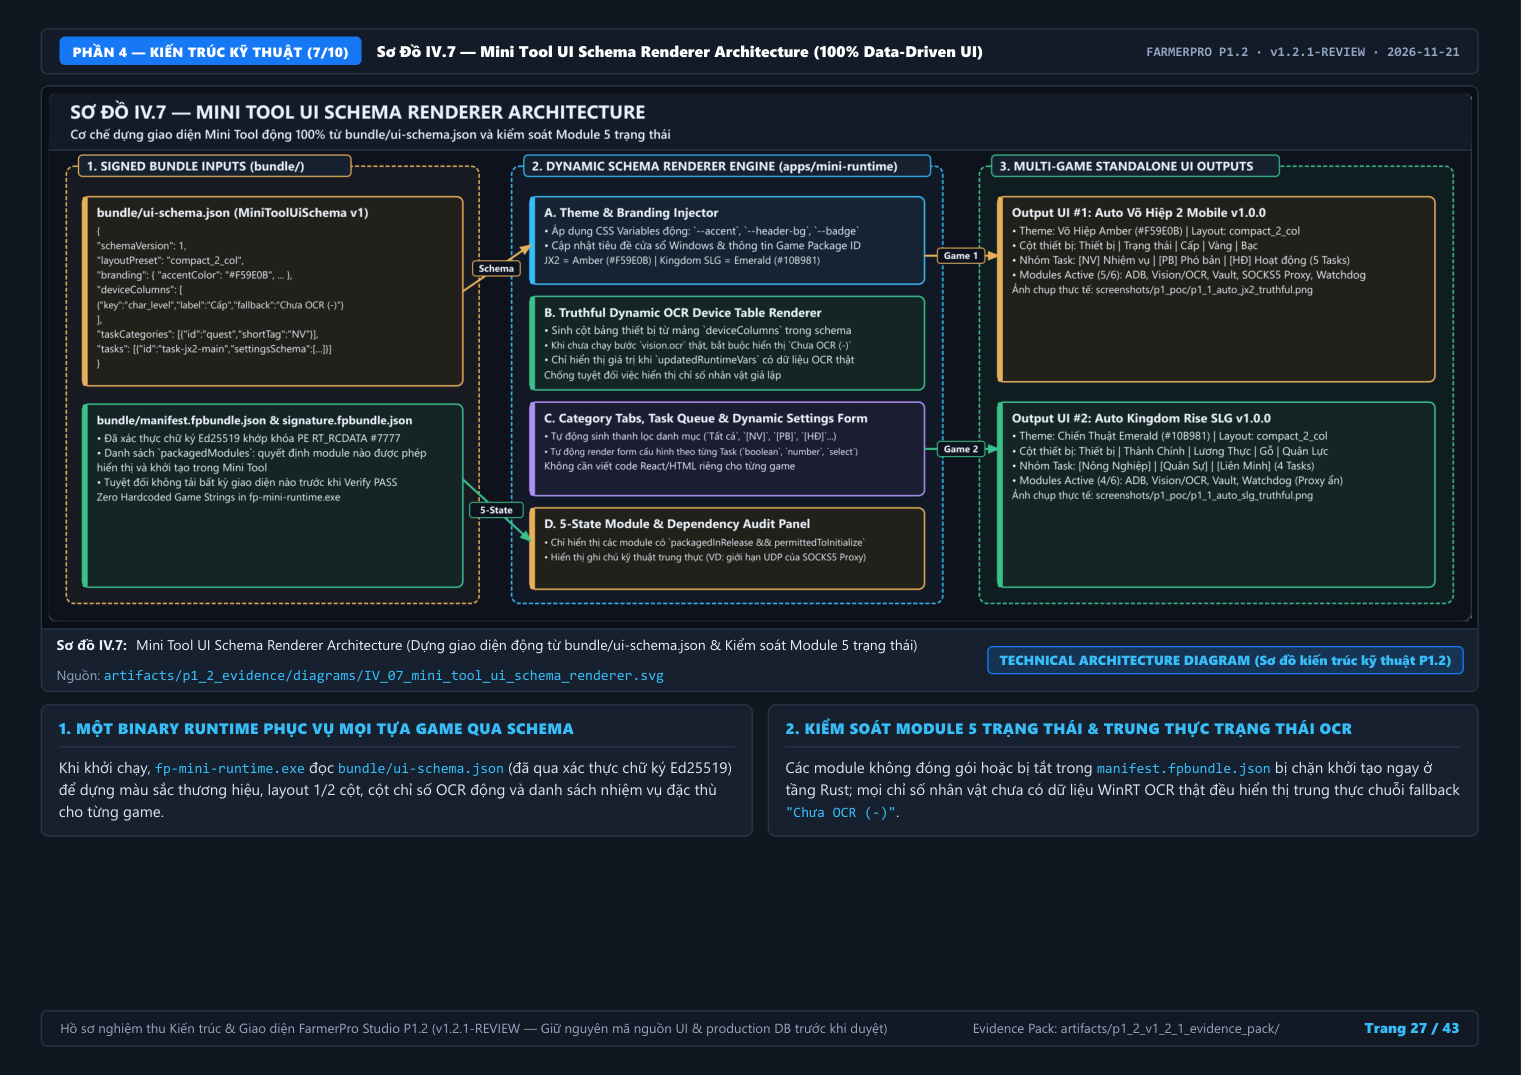 PHẦN 4 — KIẾN TRÚC KỸ THUẬT (7/10)
Sơ Đồ IV.7 — Mini Tool UI Schema Renderer Architecture (100% Data-Driven UI)
FARMERPRO P1.2 · v1.2.1-REVIEW · 2026-11-21
SƠ ĐỒ IV.7 — MINI TOOL UI SCHEMA RENDERER ARCHITECTURE
Cơ chế dựng giao diện Mini Tool động 100% từ bundle/ui-schema.json và kiểm soát Module 5 trạng thái
1. SIGNED BUNDLE INPUTS (bundle/)
bundle/ui-schema.json (MiniToolUiSchema v1)
{
"schemaVersion": 1,
"layoutPreset": "compact_2_col",
"branding": { "accentColor": "#F59E0B", ... },
"deviceColumns": [
{"key":"char_level","label":"Cấp","fallback":"Chưa OCR (-)"}
],
"taskCategories": [{"id":"quest","shortTag":"NV"}],
"tasks": [{"id":"task-jx2-main","settingsSchema":[...]}]
}
bundle/manifest.fpbundle.json & signature.fpbundle.json
• Đã xác thực chữ ký Ed25519 khớp khóa PE RT_RCDATA #7777
• Danh sách `packagedModules`: quyết định module nào được phép
hiển thị và khởi tạo trong Mini Tool
• Tuyệt đối không tải bất kỳ giao diện nào trước khi Verify PASS
Zero Hardcoded Game Strings in fp-mini-runtime.exe
Schema
5-State
2. DYNAMIC SCHEMA RENDERER ENGINE (apps/mini-runtime)
A. Theme & Branding Injector
• Áp dụng CSS Variables động: `--accent`, `--header-bg`, `--badge`
• Cập nhật tiêu đề cửa sổ Windows & thông tin Game Package ID
JX2 = Amber (#F59E0B) | Kingdom SLG = Emerald (#10B981)
B. Truthful Dynamic OCR Device Table Renderer
• Sinh cột bảng thiết bị từ mảng `deviceColumns` trong schema
• Khi chưa chạy bước `vision.ocr` thật, bắt buộc hiển thị `Chưa OCR (-)`
• Chỉ hiển thị giá trị khi `updatedRuntimeVars` có dữ liệu OCR thật
Chống tuyệt đối việc hiển thị chỉ số nhân vật giả lập
C. Category Tabs, Task Queue & Dynamic Settings Form
• Tự động sinh thanh lọc danh mục (`Tất cả`, `[NV]`, `[PB]`, `[HĐ]`...)
• Tự động render form cấu hình theo từng Task (`boolean`, `number`, `select`)
Không cần viết code React/HTML riêng cho từng game
D. 5-State Module & Dependency Audit Panel
• Chỉ hiển thị các module có `packagedInRelease && permittedToInitialize`
• Hiển thị ghi chú kỹ thuật trung thực (VD: giới hạn UDP của SOCKS5 Proxy)
Game 1
Game 2
3. MULTI-GAME STANDALONE UI OUTPUTS
Output UI #1: Auto Võ Hiệp 2 Mobile v1.0.0
• Theme: Võ Hiệp Amber (#F59E0B) | Layout: compact_2_col
• Cột thiết bị: Thiết bị | Trạng thái | Cấp | Vàng | Bạc
• Nhóm Task: [NV] Nhiệm vụ | [PB] Phó bản | [HĐ] Hoạt động (5 Tasks)
• Modules Active (5/6): ADB, Vision/OCR, Vault, SOCKS5 Proxy, Watchdog
Ảnh chụp thực tế: screenshots/p1_poc/p1_1_auto_jx2_truthful.png
Output UI #2: Auto Kingdom Rise SLG v1.0.0
• Theme: Chiến Thuật Emerald (#10B981) | Layout: compact_2_col
• Cột thiết bị: Thiết bị | Thành Chính | Lương Thực | Gỗ | Quân Lực
• Nhóm Task: [Nông Nghiệp] | [Quân Sự] | [Liên Minh] (4 Tasks)
• Modules Active (4/6): ADB, Vision/OCR, Vault, Watchdog (Proxy ẩn)
Ảnh chụp thực tế: screenshots/p1_poc/p1_1_auto_slg_truthful.png
Sơ đồ IV.7: Mini Tool UI Schema Renderer Architecture (Dựng giao diện động từ bundle/ui-schema.json & Kiểm soát Module 5 trạng thái)
Nguồn: artifacts/p1_2_evidence/diagrams/IV_07_mini_tool_ui_schema_renderer.svg
TECHNICAL ARCHITECTURE DIAGRAM (Sơ đồ kiến trúc kỹ thuật P1.2)
1. MỘT BINARY RUNTIME PHỤC VỤ MỌI TỰA GAME QUA SCHEMA
Khi khởi chạy, fp-mini-runtime.exe đọc bundle/ui-schema.json (đã qua xác thực chữ ký Ed25519)
để dựng màu sắc thương hiệu, layout 1/2 cột, cột chỉ số OCR động và danh sách nhiệm vụ đặc thù
cho từng game.
2. KIỂM SOÁT MODULE 5 TRẠNG THÁI & TRUNG THỰC TRẠNG THÁI OCR
Các module không đóng gói hoặc bị tắt trong manifest.fpbundle.json bị chặn khởi tạo ngay ở
tầng Rust; mọi chỉ số nhân vật chưa có dữ liệu WinRT OCR thật đều hiển thị trung thực chuỗi fallback
"Chưa OCR (-)".
Hồ sơ nghiệm thu Kiến trúc & Giao diện FarmerPro Studio P1.2 (v1.2.1-REVIEW — Giữ nguyên mã nguồn UI & production DB trước khi duyệt)
Evidence Pack: artifacts/p1_2_v1_2_1_evidence_pack/
Trang 27 / 43